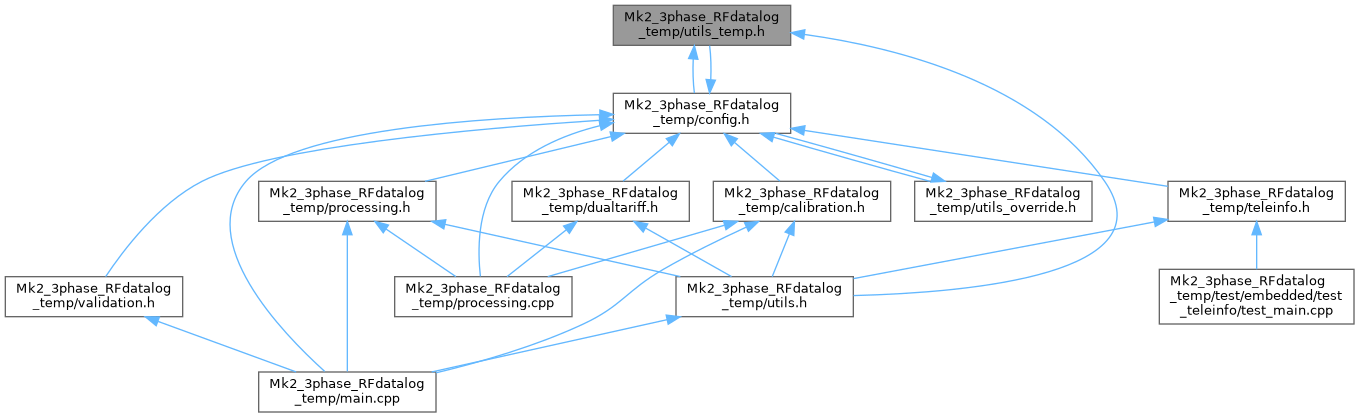 Mk2_3phase_RFdatalog
_temp/utils_temp.h
Mk2_3phase_RFdatalog
_temp/config.h
Mk2_3phase_RFdatalog
_temp/processing.h
Mk2_3phase_RFdatalog
_temp/dualtariff.h
Mk2_3phase_RFdatalog
_temp/calibration.h
Mk2_3phase_RFdatalog
_temp/utils_override.h
Mk2_3phase_RFdatalog
_temp/teleinfo.h
Mk2_3phase_RFdatalog
_temp/validation.h
Mk2_3phase_RFdatalog
_temp/processing.cpp
Mk2_3phase_RFdatalog
_temp/utils.h
Mk2_3phase_RFdatalog
_temp/test/embedded/test
_teleinfo/test_main.cpp
Mk2_3phase_RFdatalog
_temp/main.cpp